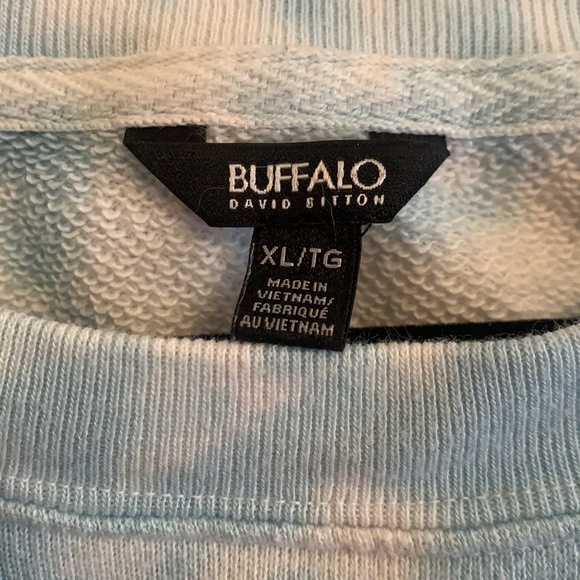 BUFFALO
DAVID BITTON
XL/TG
MADE IN
VIETNAM/
FABRIQUÉ
AU VIETNAM